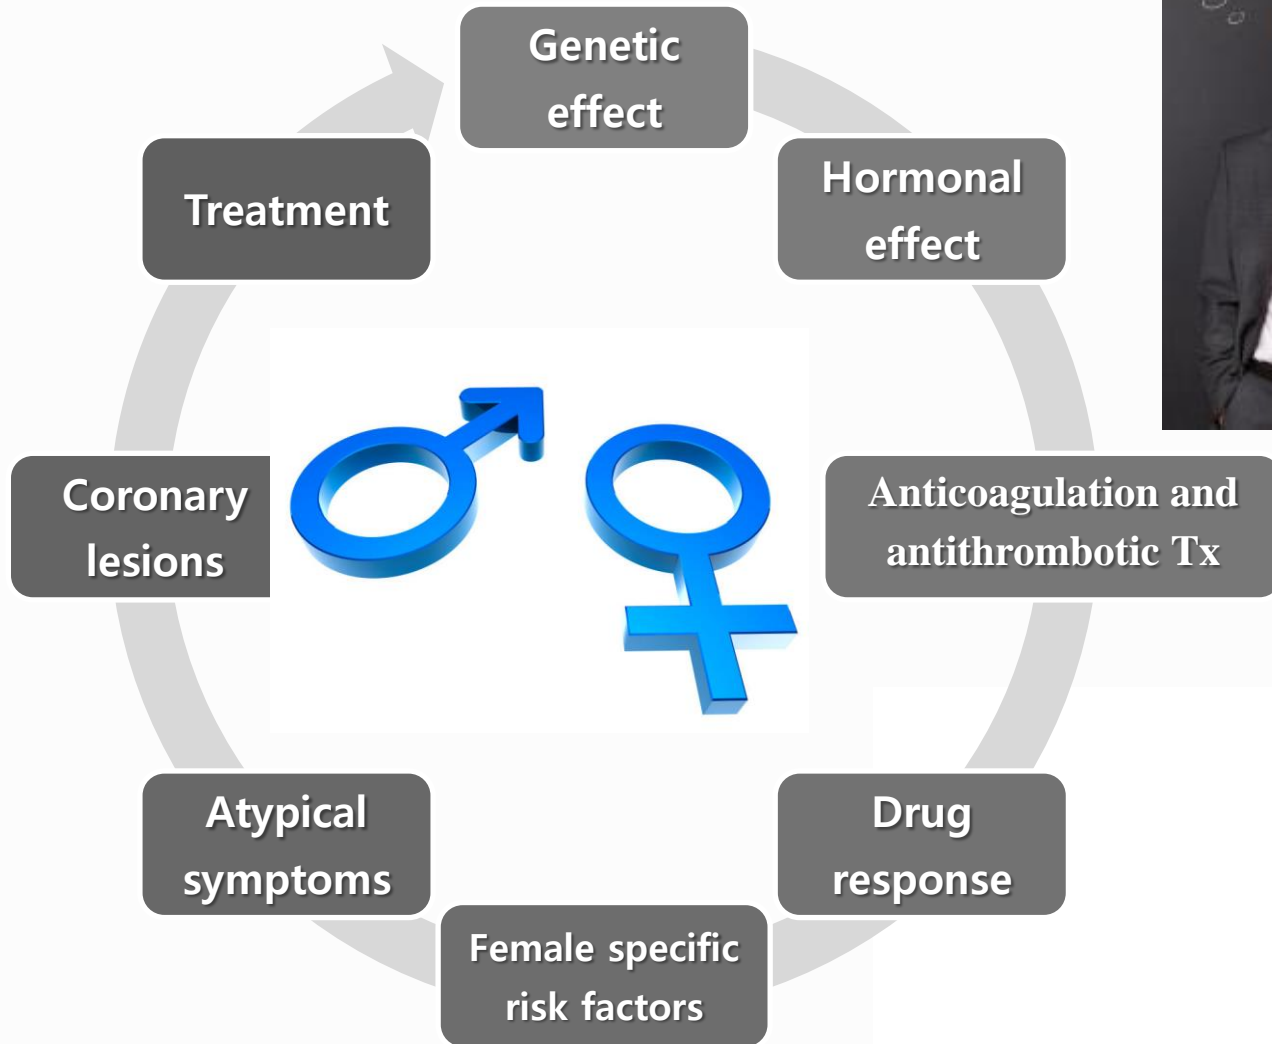 Genetic
effect
Hormonal
effect
Anticoagulation and
antithrombotic Tx
Drug
response
Female specific
risk factors
Atypical
symptoms
Coronary
lesions
Treatment